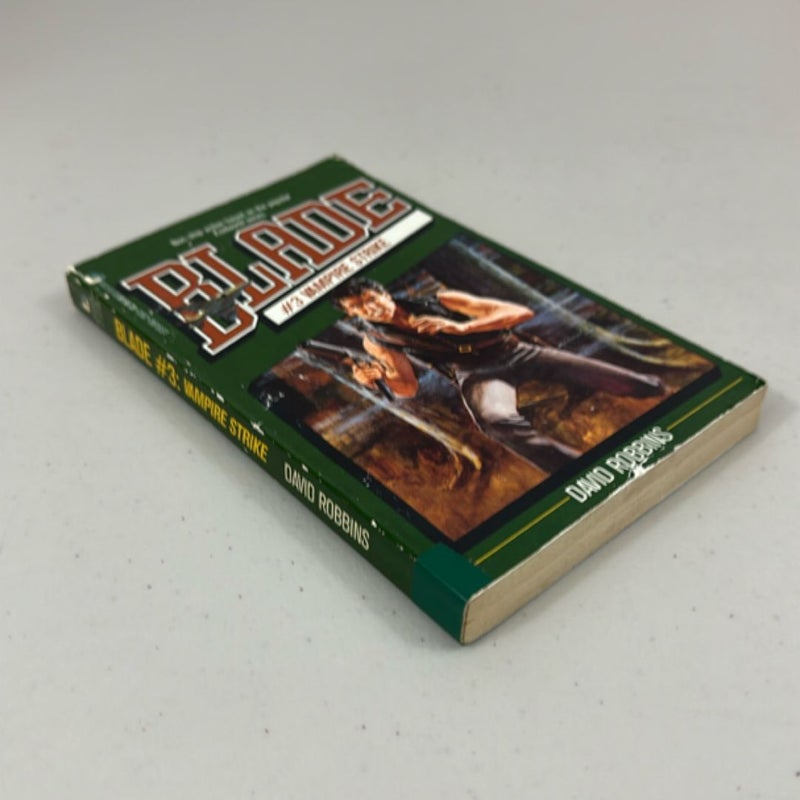 BLADE
#3 VAMPIRE STRIKE
DAVID ROBBINS
BLADE #3: VAMPIRE STRIKE
DAVID ROBBINS